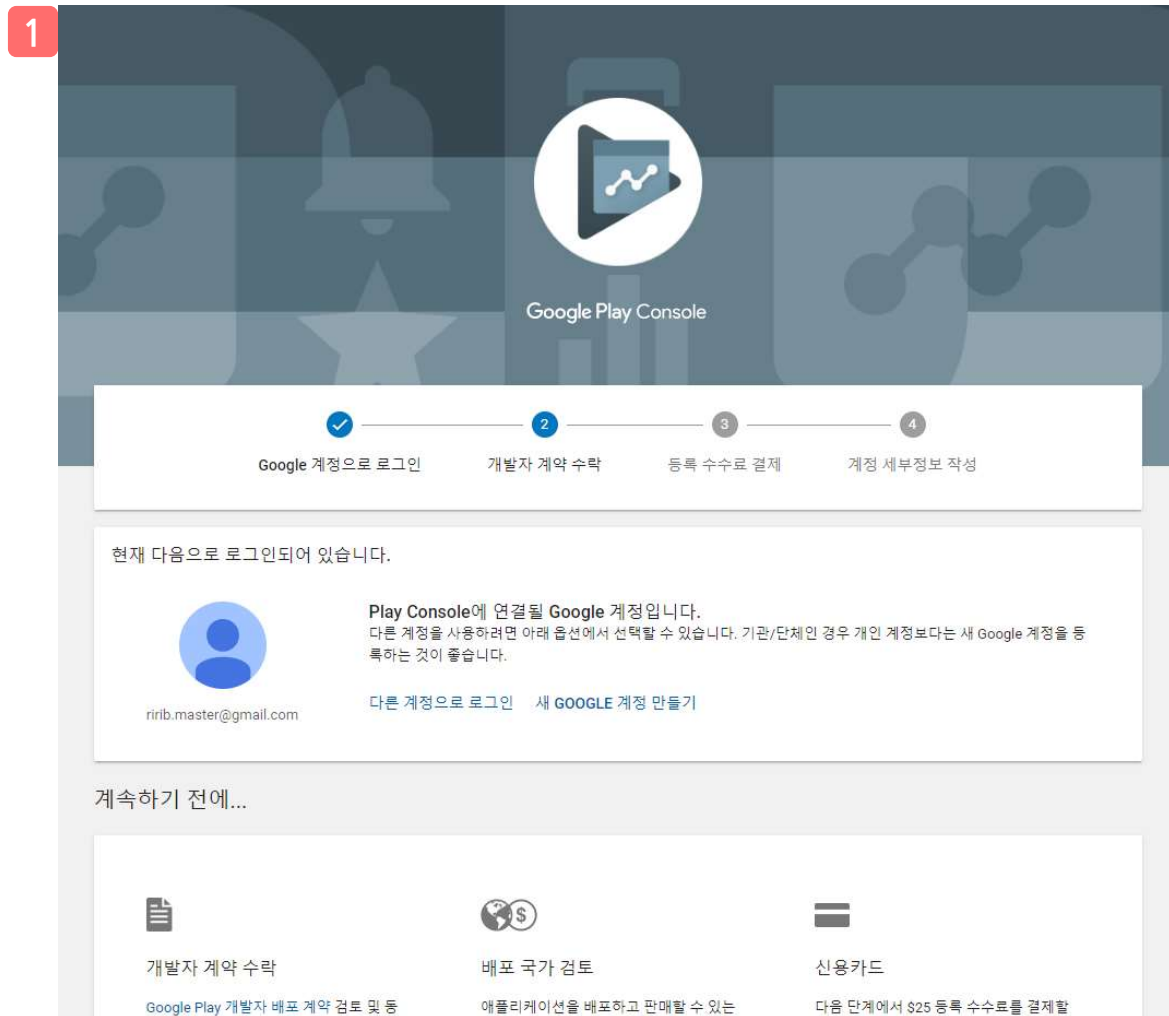 1
Google Play Console
2
3
4
Google 계정으로 로그인
개발자 계약 수락
등록 수수료 결제
계정 세부정보 작성
현재 다음으로 로그인되어 있습니다.
Play Console에 연결될 Google 계정입니다.
다른 계정을 사용하려면 아래 옵션에서 선택할 수 있습니다. 기관/단체인 경우 개인 계정보다는 새 Google 계정을 등
록하는 것이 좋습니다.
다른 계정으로 로그인 새 GOOGLE 계정 만들기
ririb.master@gmail.com
계속하기 전에...
$
개발자 계약 수락
Google Play 개발자 배포 계약 검토 및 동
배포 국가 검토
애플리케이션을 배포하고 판매할 수 있는
신용카드
다음 단계에서 $25 등록 수수료를 결제할